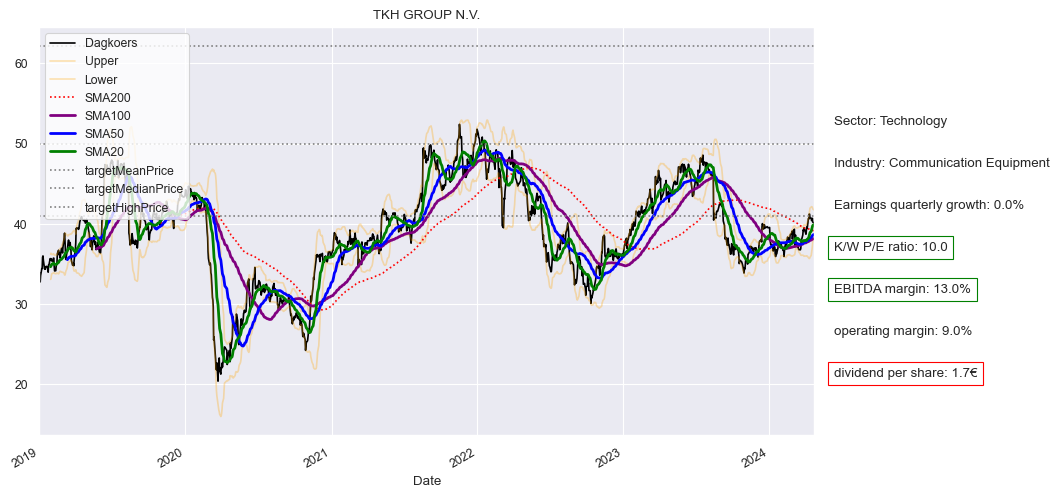 TKH GROUP N.V.
Dagkoers
Upper
Lower
SMA200
SMA100
SMA50
SMA20
targetMeanPrice
targetMedianPrice
targetHighPrice
60
50
40
30
20
2019
2020
2021
2022
2023
2024
Date
Sector: Technology
Industry: Communication Equipment
Earnings quarterly growth: 0.0%
K/W P/E ratio: 10.0
EBITDA margin: 13.0%
operating margin: 9.0%
dividend per share: 1.7€